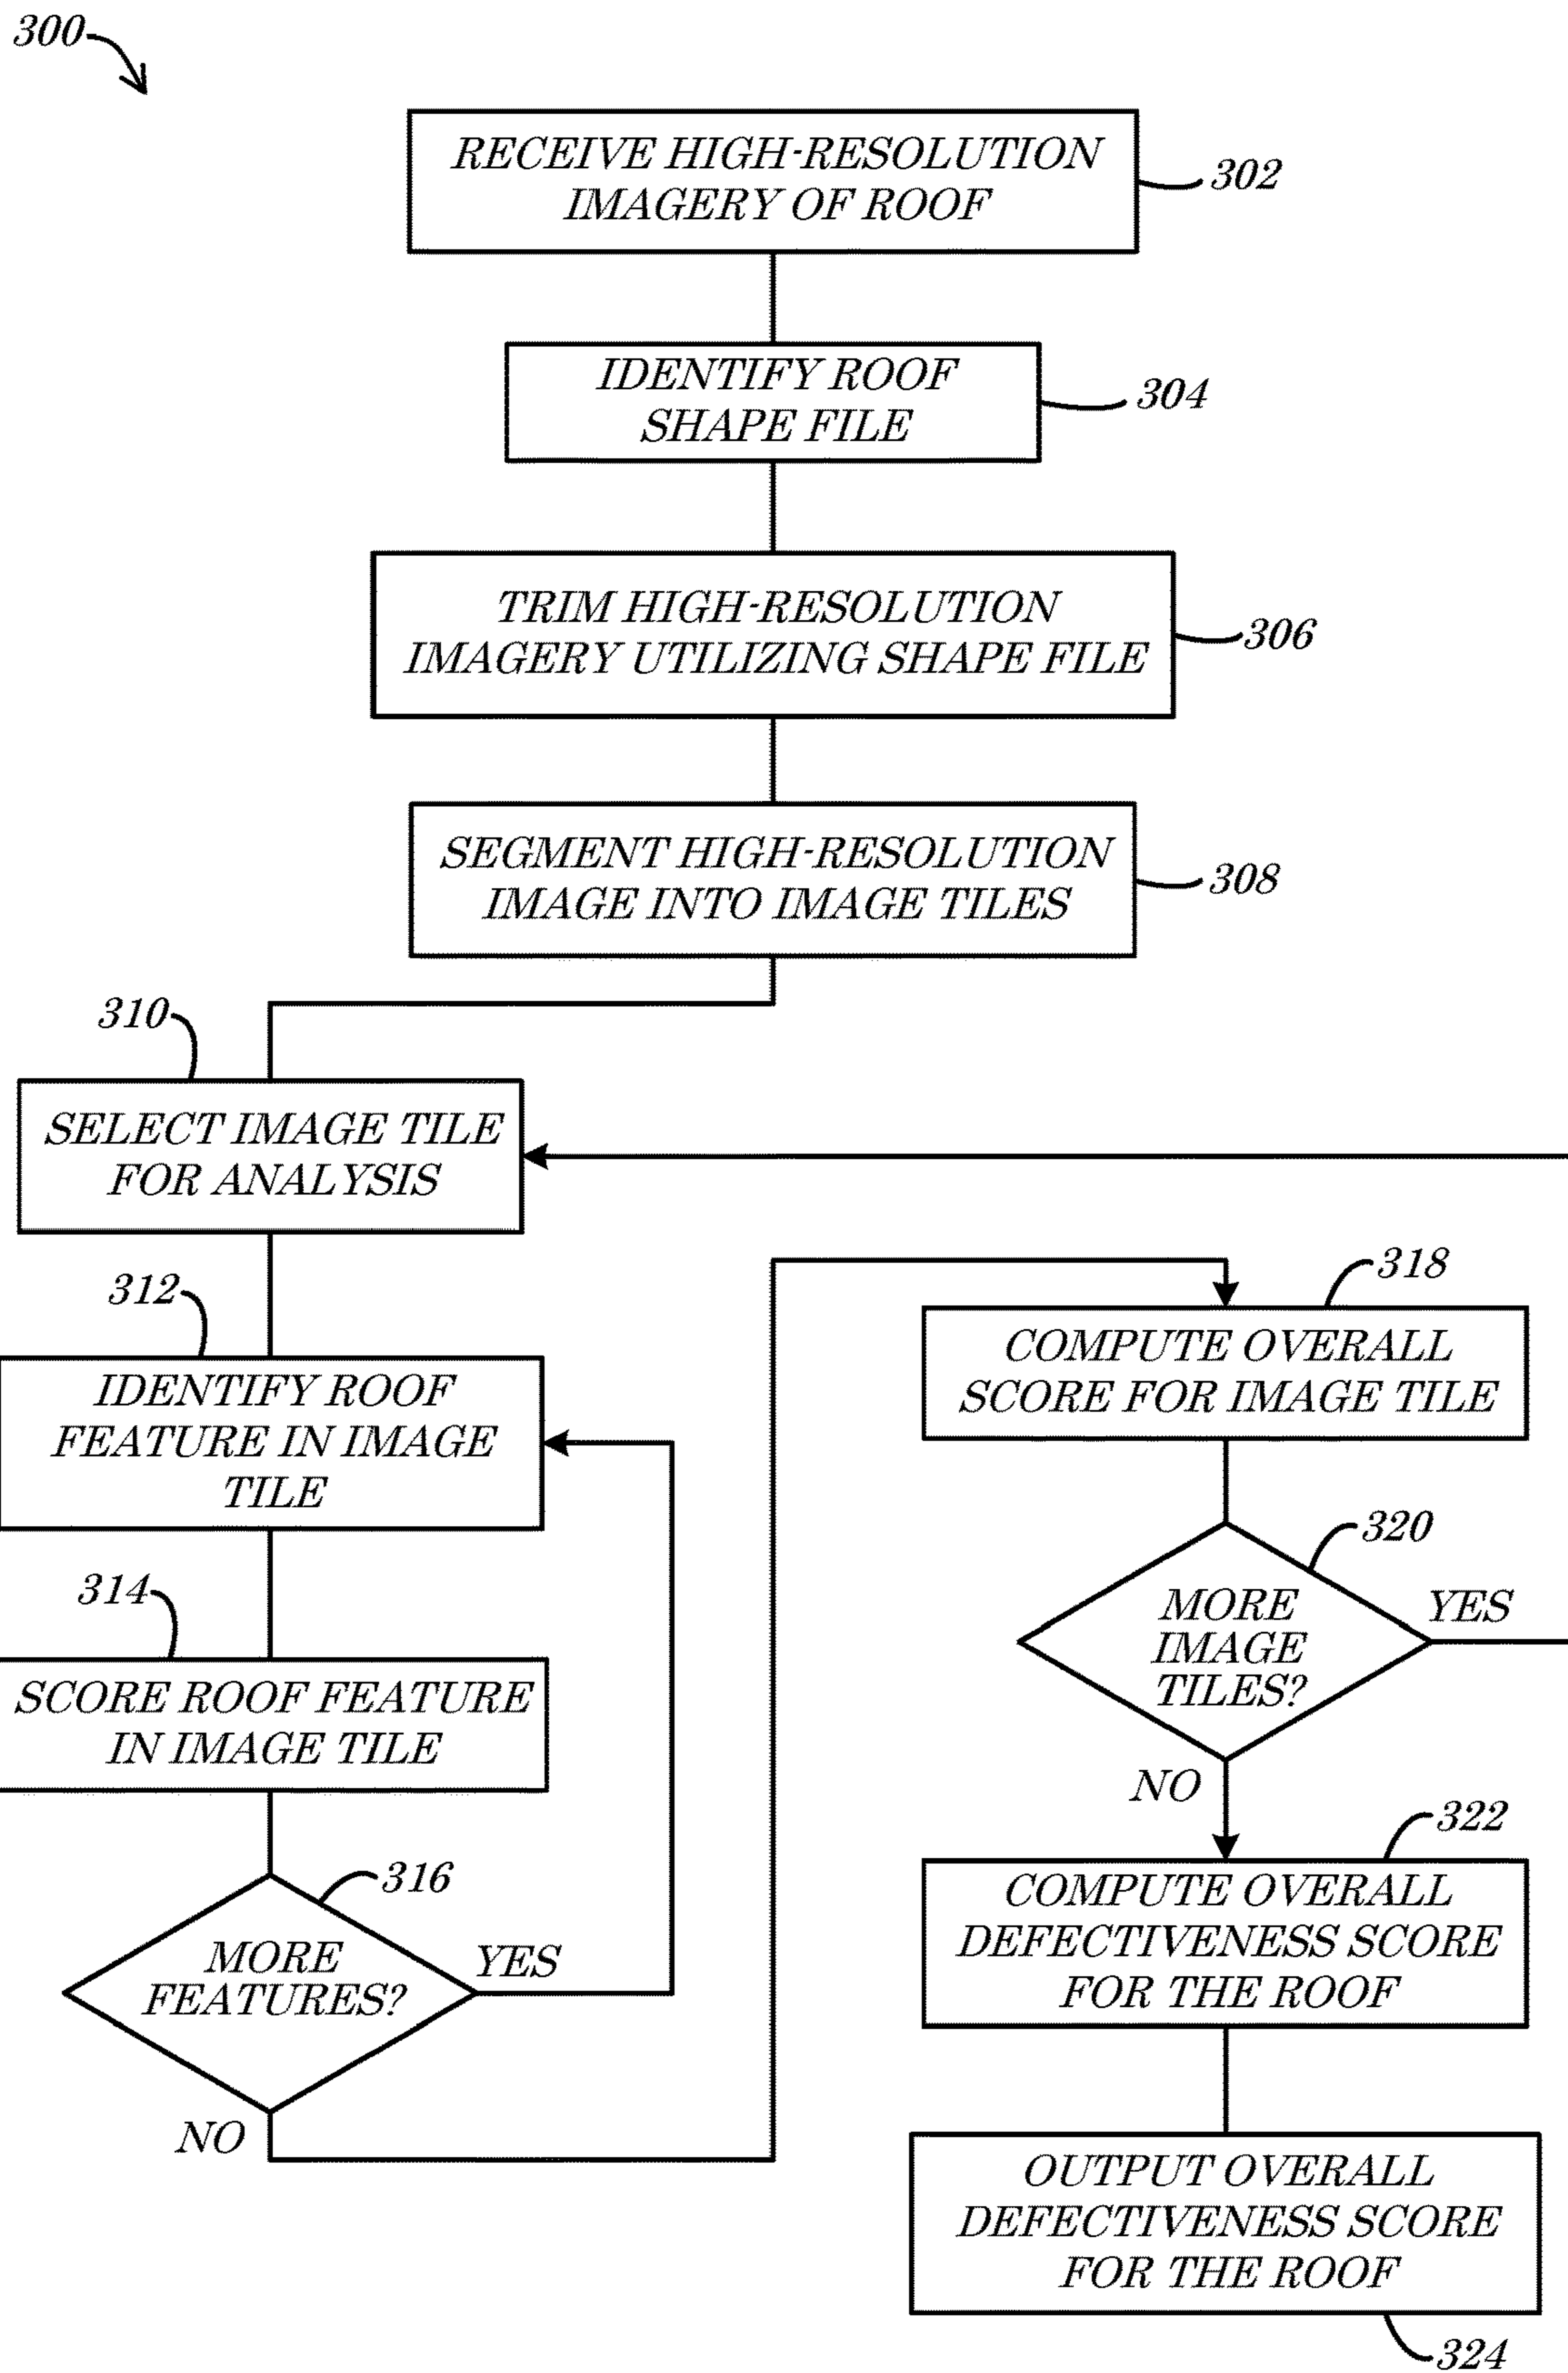 300
RECEIVE HIGH-RESOLUTION
IMAGERY OF ROOF
302
IDENTIFY ROOF
SHAPE FILE
304
TRIM HIGH-RESOLUTION
IMAGERY UTILIZING SHAPE FILE
306
SEGMENT HIGH-RESOLUTION
IMAGE INTO IMAGE TILES
308
310
SELECT IMAGE TILE
FOR ANALYSIS
312
IDENTIFY ROOF
FEATURE IN IMAGE
TILE
314
SCORE ROOF FEATURE
IN IMAGE TILE
316
MORE
FEATURES?
YES
NO
318
COMPUTE OVERALL
SCORE FOR IMAGE TILE
320
MORE
IMAGE
TILES?
YES
NO
322
COMPUTE OVERALL
DEFECTIVENESS SCORE
FOR THE ROOF
OUTPUT OVERALL
DEFECTIVENESS SCORE
FOR THE ROOF
324